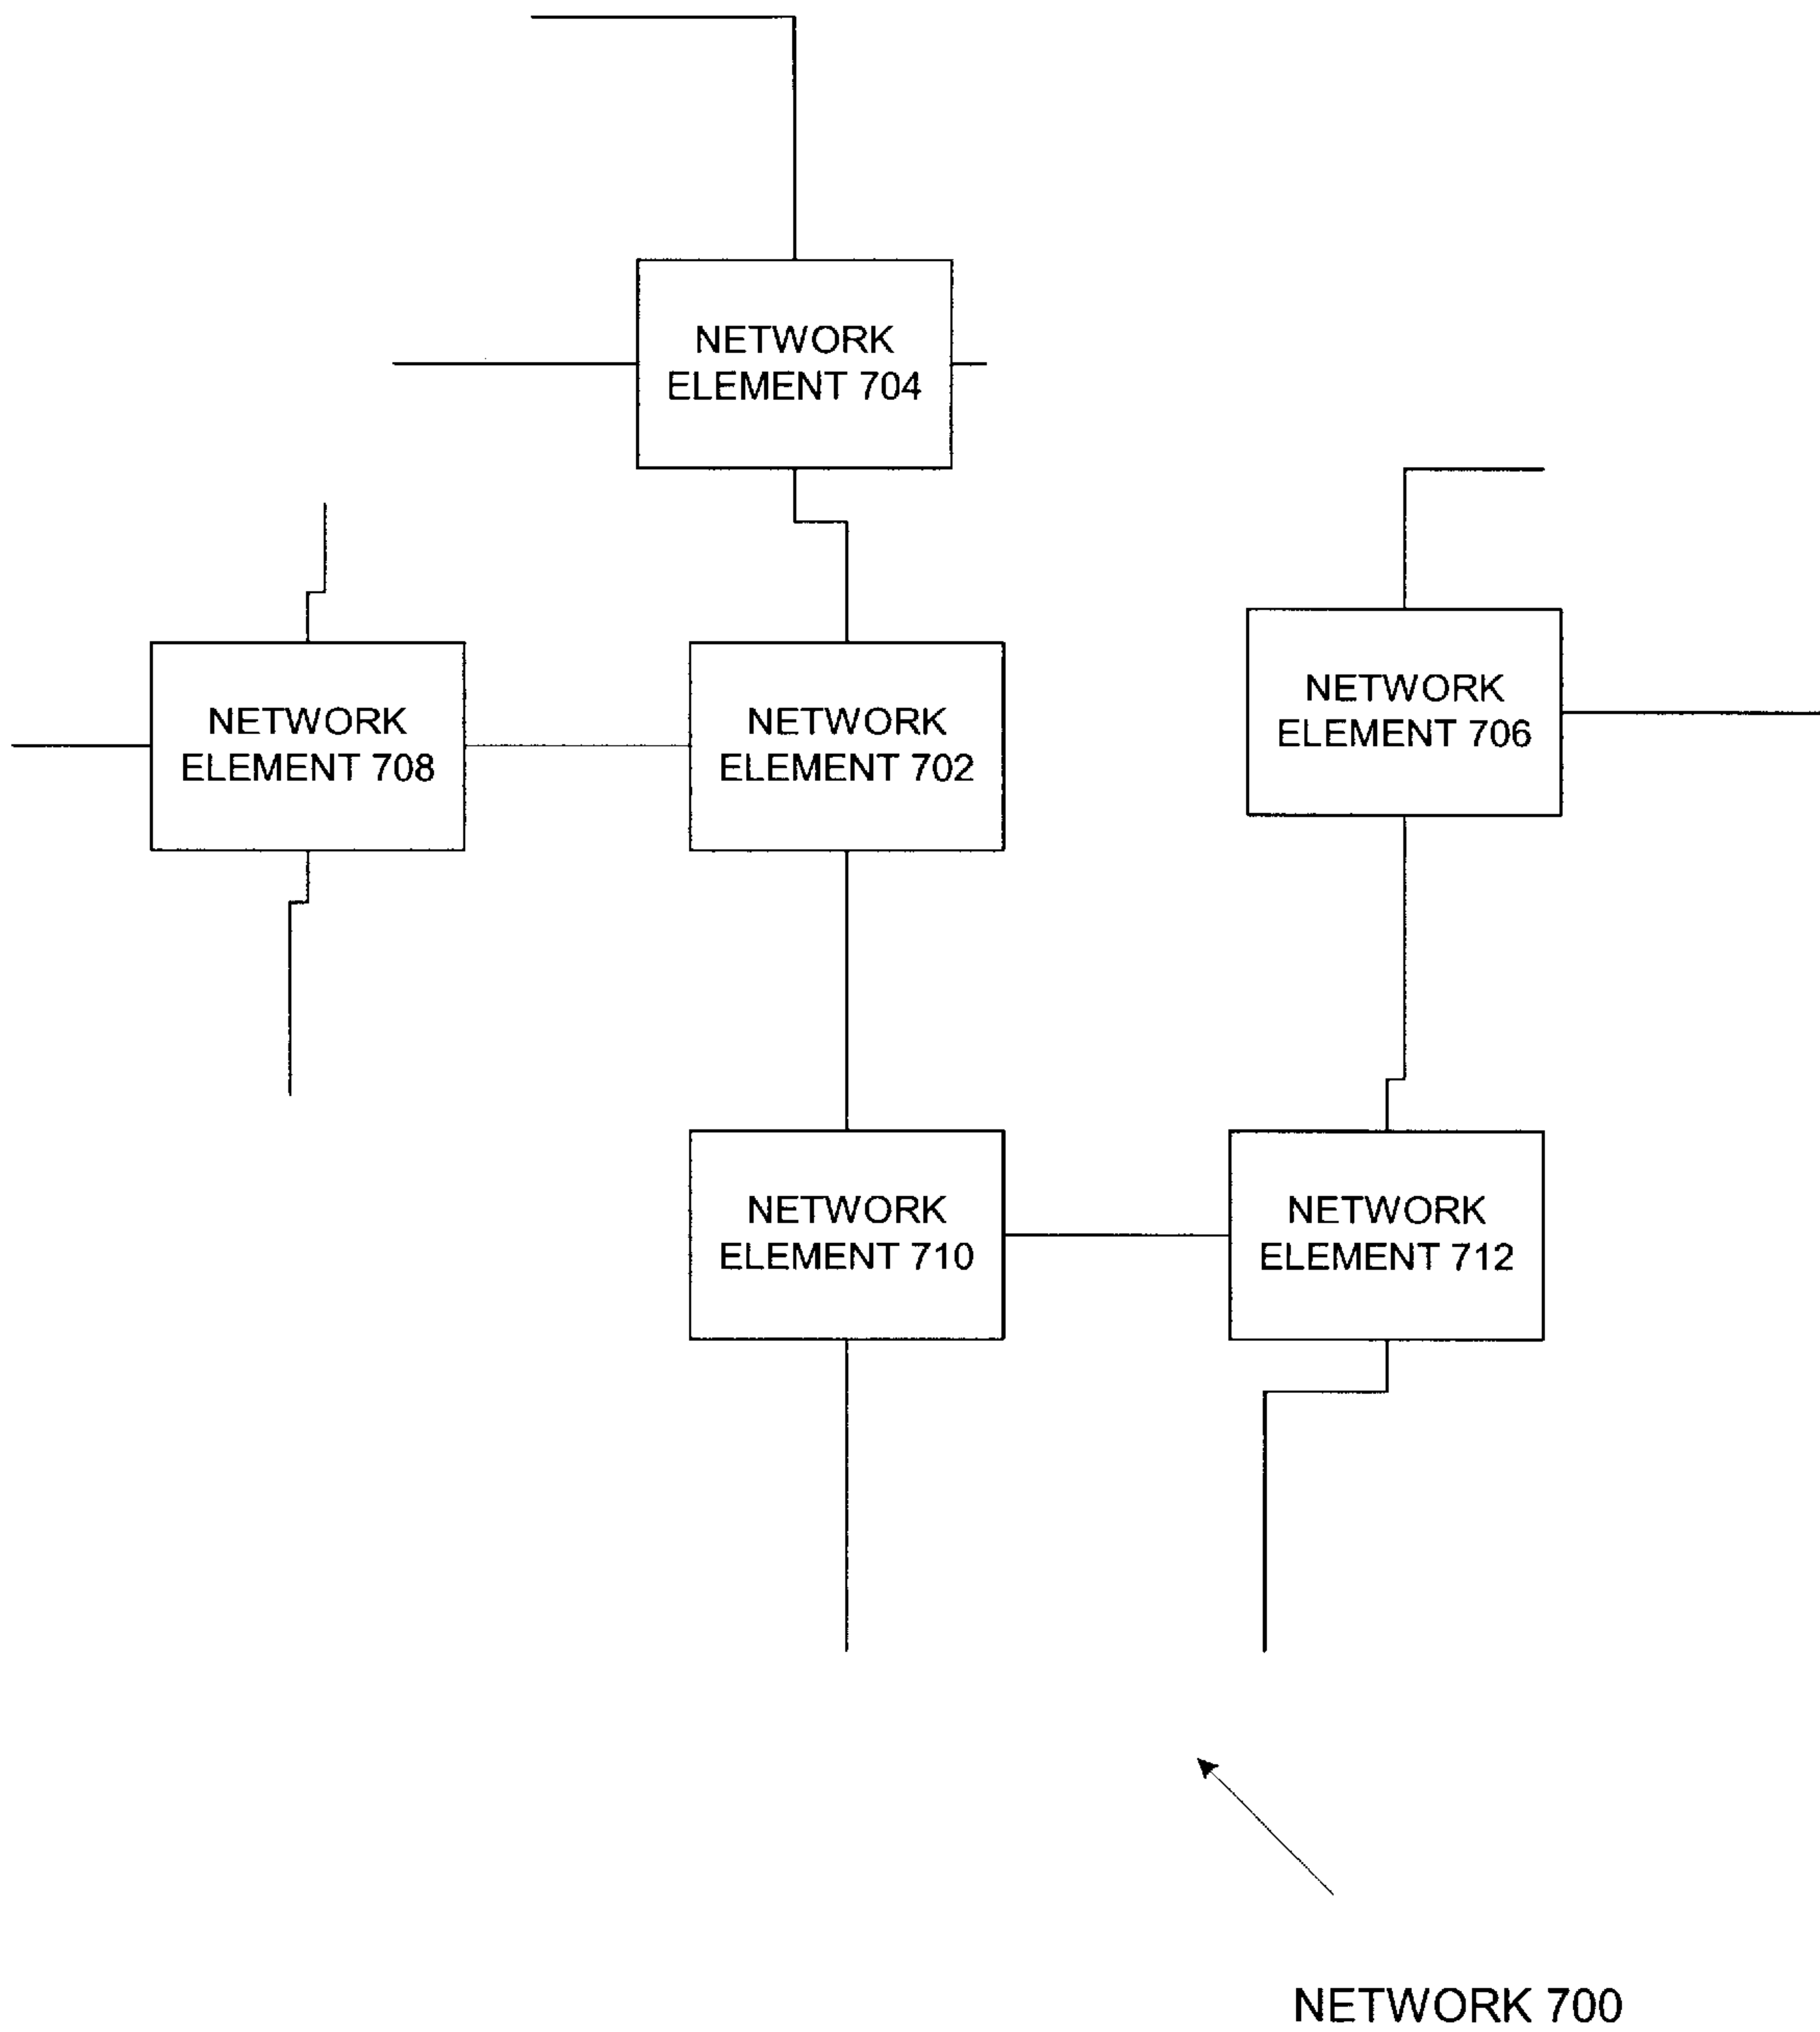 NETWORK
ELEMENT 704
NETWORK
ELEMENT 706
NETWORK
ELEMENT 708
NETWORK
ELEMENT 702
NETWORK
ELEMENT 710
NETWORK
ELEMENT 712
NETWORK 700